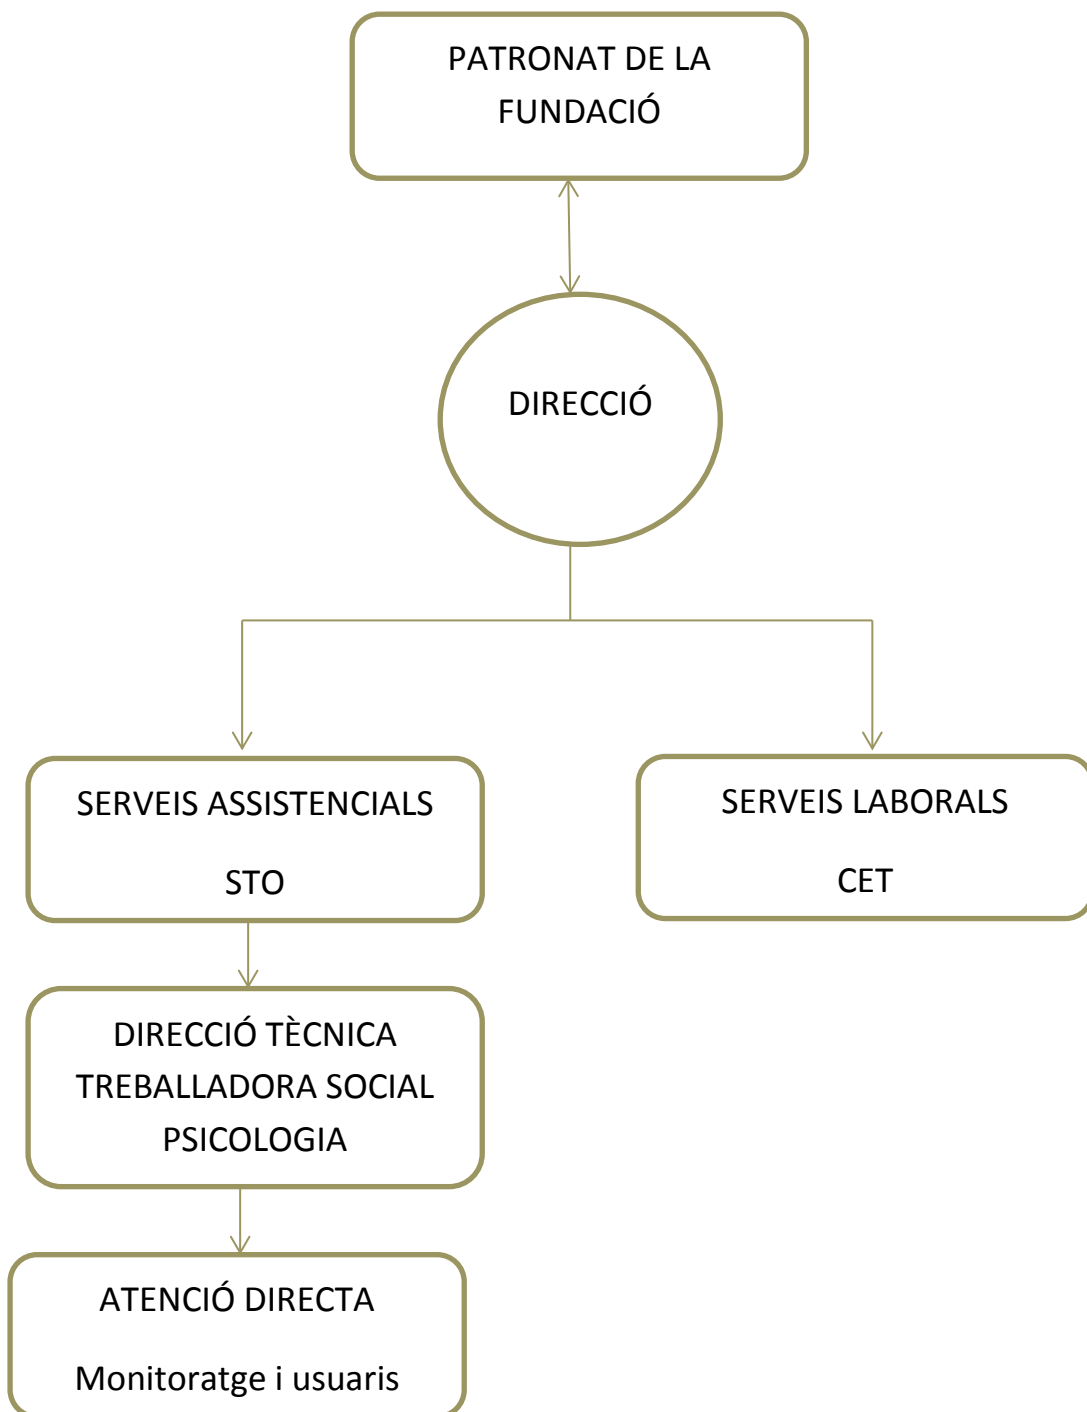 PATRONAT DE LA
FUNDACIÓ
DIRECCIÓ
SERVEIS ASSISTENCIALS
STO
SERVEIS LABORALS
CET
DIRECCIÓ TÈCNICA
TREBALLADORA SOCIAL
PSICOLOGIA
ATENCIÓ DIRECTA
Monitoratge i usuaris